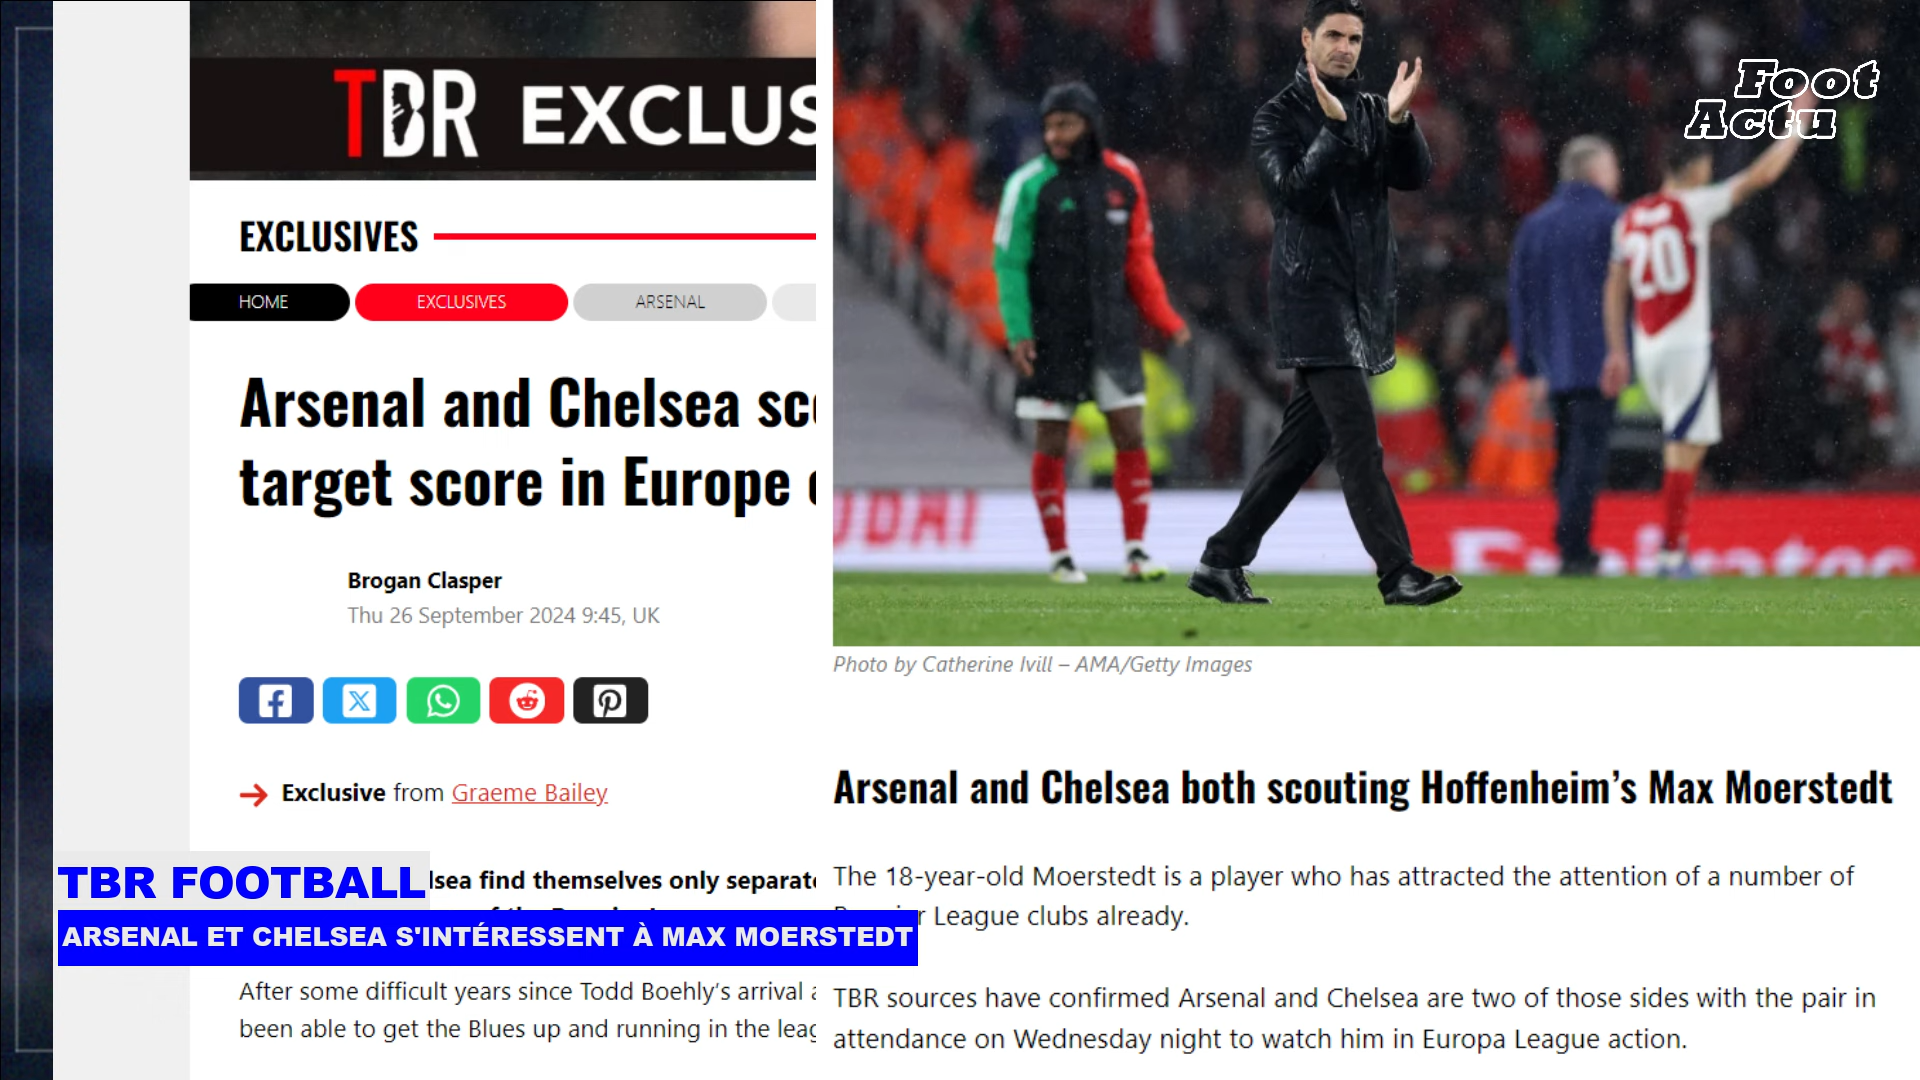 TBR EXCLUS
EXCLUSIVES
HOME
EXCLUSIVES
ARSENAL
Arsenal and Chelsea
target score in Europe
Brogan Clasper
Thu 26 September 2024 9:45, UK
Exclusive from Graeme Bailey
find themselves only
After some difficult years since Todd Boehly's arrival
been able to get the Blues up and running in the
Foot
Actu
20
Emirates
Photo by Catherine Ivill – AMA/Getty Images
Arsenal and Chelsea both scouting Hoffenheim's Max Moerstedt
The 18-year-old Moerstedt is a player who has attracted the attention of a number of
League clubs already.
TBR sources have confirmed Arsenal and Chelsea are two of those sides with the pair in
attendance on Wednesday night to watch him in Europa League action.
TBR FOOTBALL
ARSENAL ET CHELSEA S'INTÉRESSENT À MAX MOERSTEDT